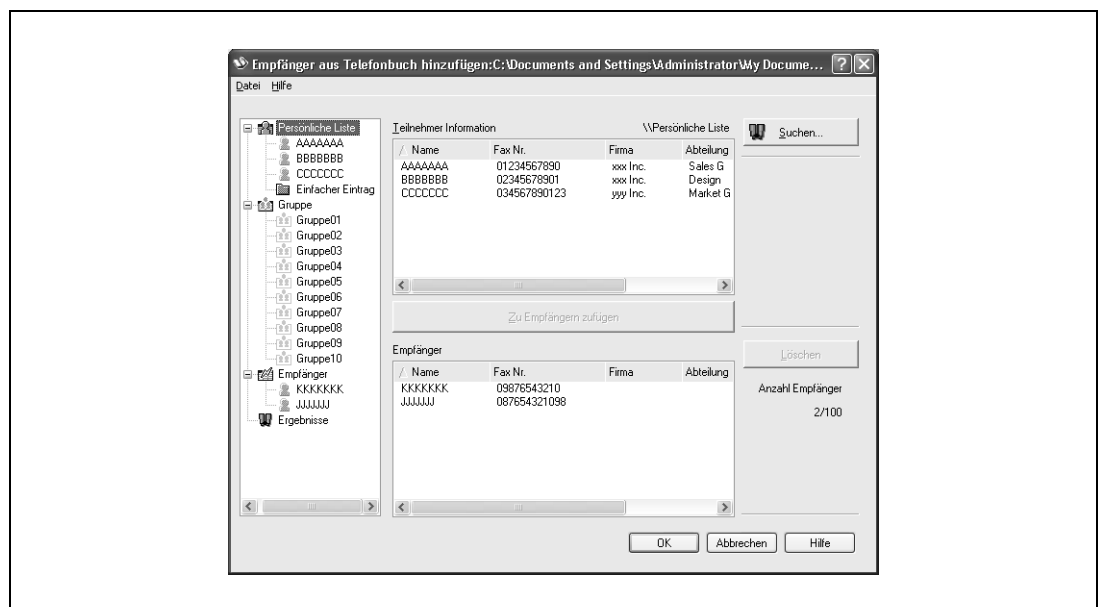 Empfänger aus Telefonbuch hinzufügen:C:\Documents and Settings\Administrator\My Docume...
Datei Hilfe
Persönliche Liste
AAAAAAA
BBBBBBB
CCCCCCC
Einfacher Eintrag
Gruppe
Gruppe01
Gruppe02
Gruppe03
Gruppe04
Gruppe05
Gruppe06
Gruppe07
Gruppe08
Gruppe09
Gruppe10
Empfänger
KKKKKKK
JJJJJJJ
Ergebnisse
Teilnehmer Information \\Persönliche Liste
/ Name Fax Nr. Firma Abteilung
AAAAAAA 01234567890 xxx Inc. Sales G
BBBBBBB 02345678901 xxx Inc. Design
CCCCCCC 034567890123 yyy Inc. Market G
Zu Empfängern zufügen
Empfänger
/ Name Fax Nr. Firma Abteilung
KKKKKKK 09876543210
JJJJJJJ 087654321098
Suchen...
Löschen
Anzahl Empfänger
2/100
OK Abbrechen Hilfe